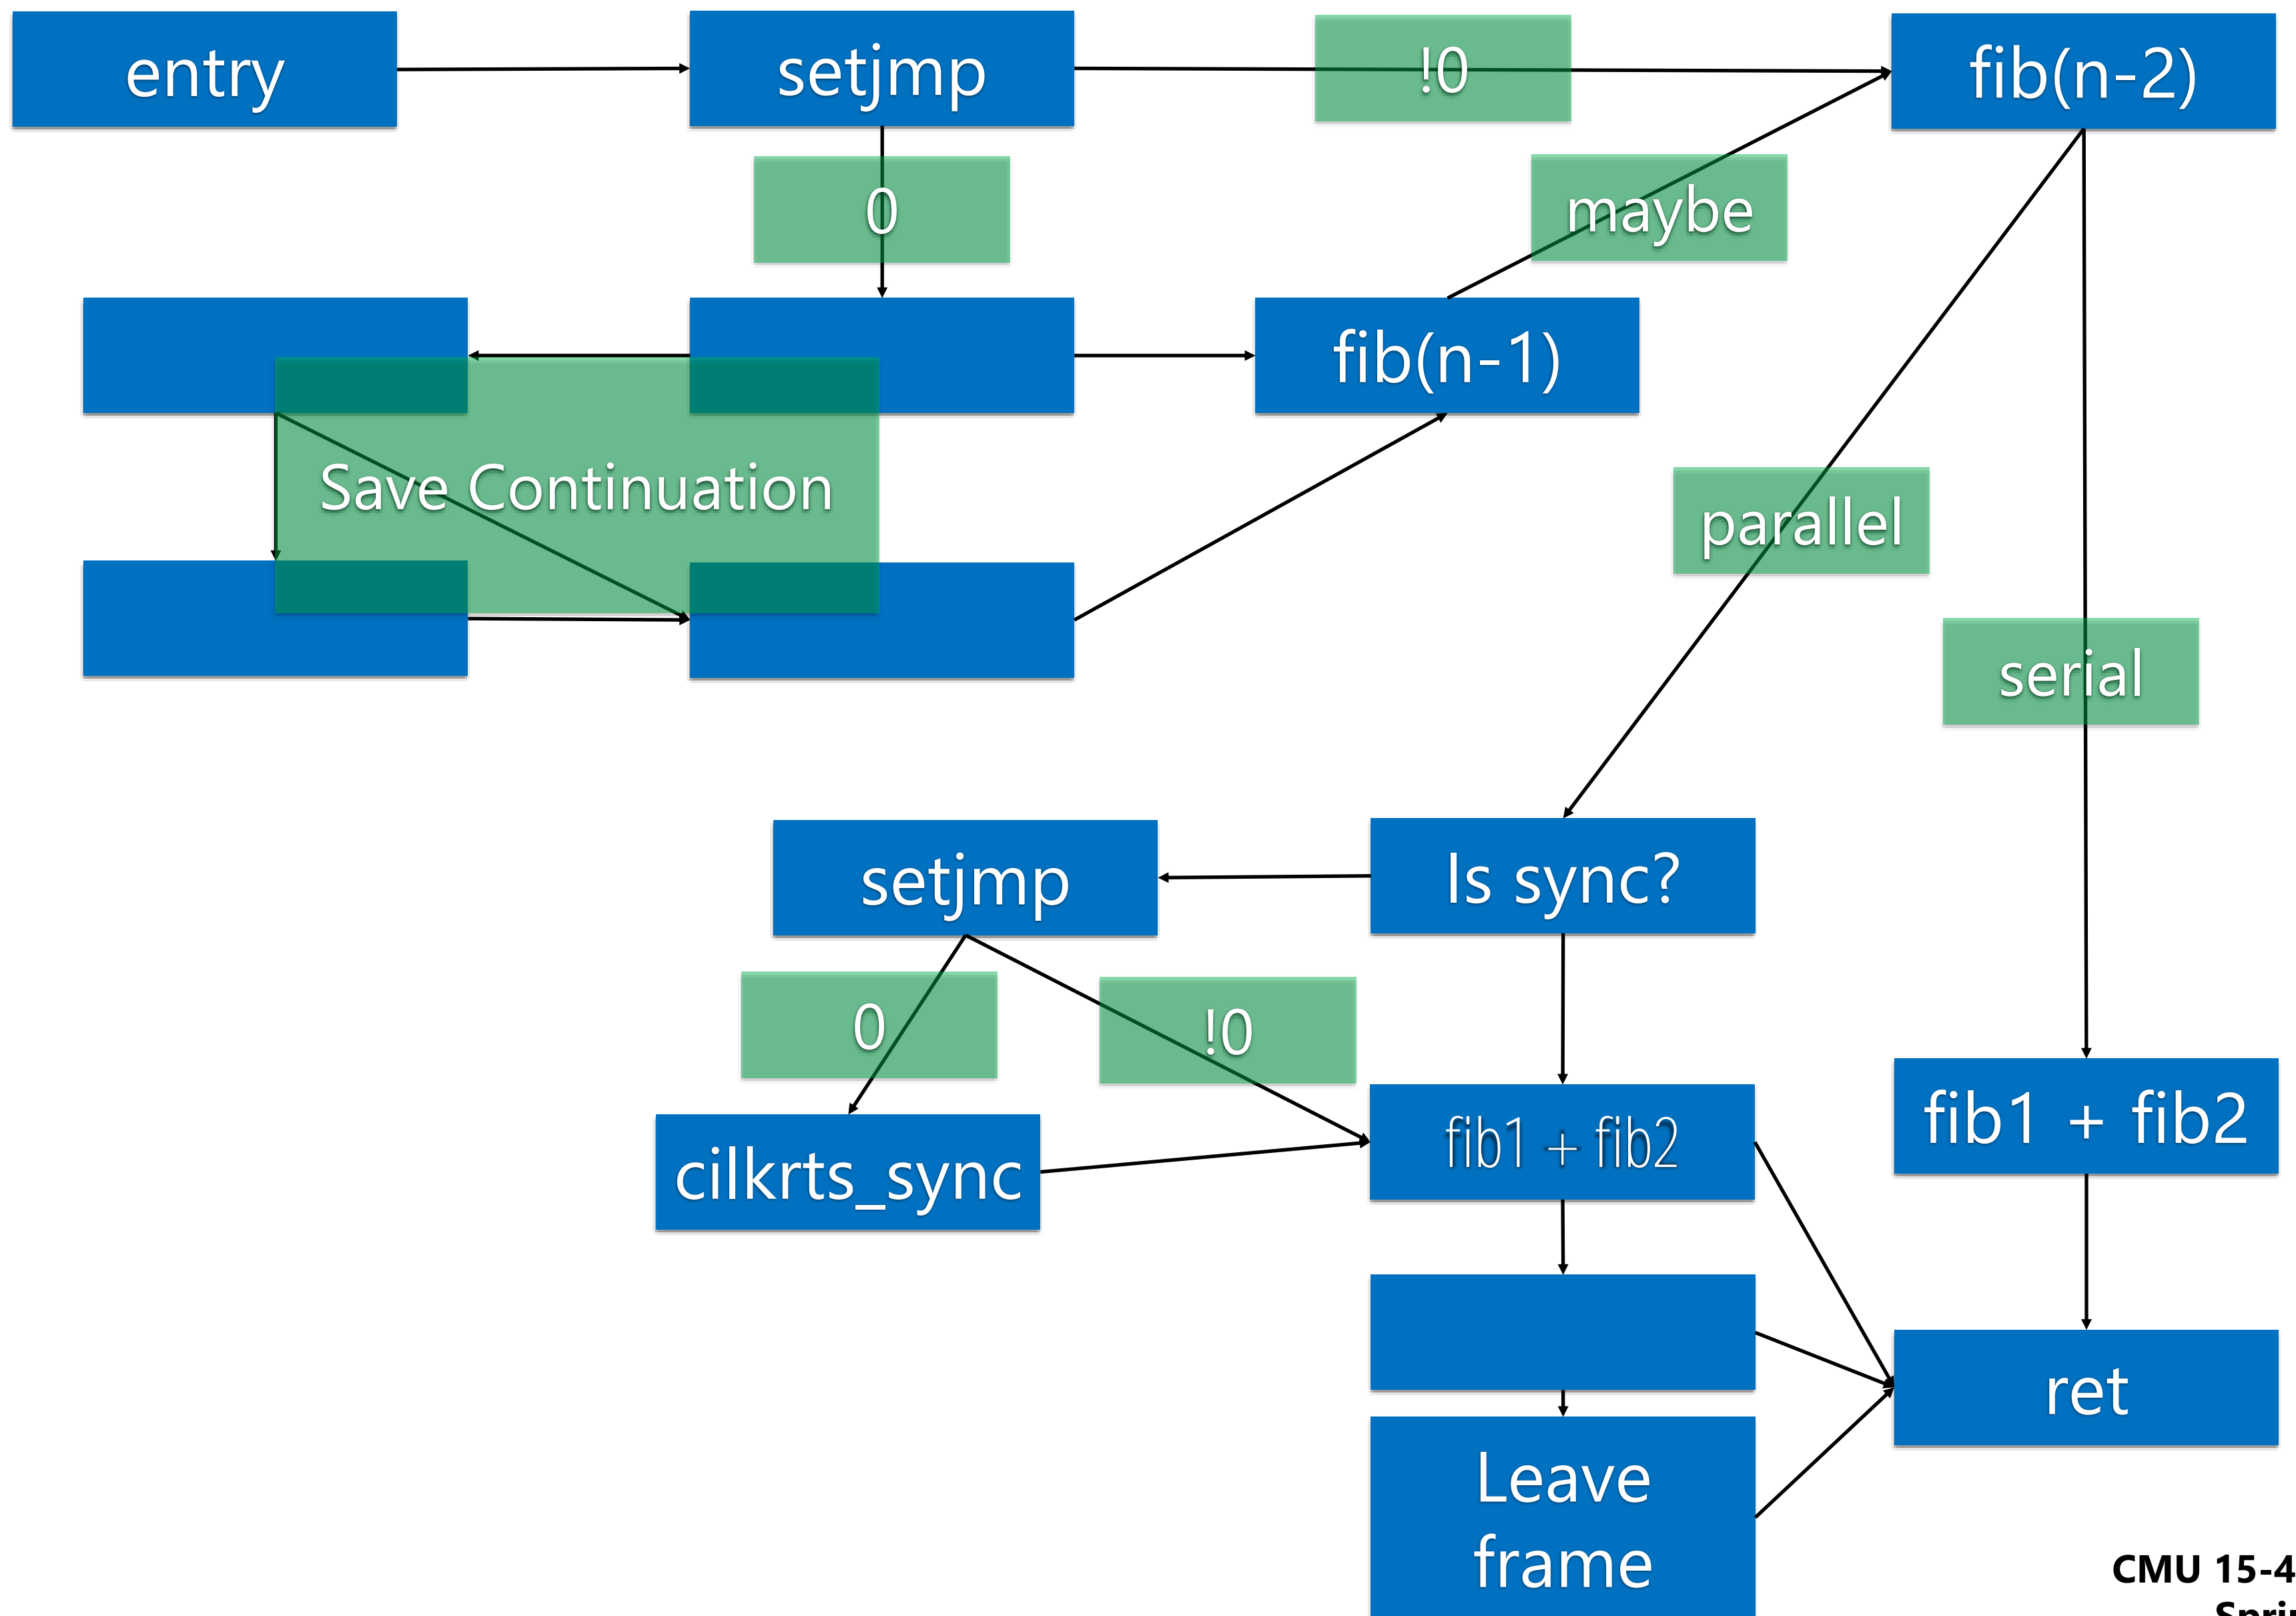 entry
setjmp
!0
fib(n-2)
0
maybe
fib(n-1)
Save Continuation
parallel
serial
setjmp
Is sync?
0
!0
cilkrts_sync
fib1 + fib2
fib1 + fib2
ret
Leave
frame
CMU 15-4